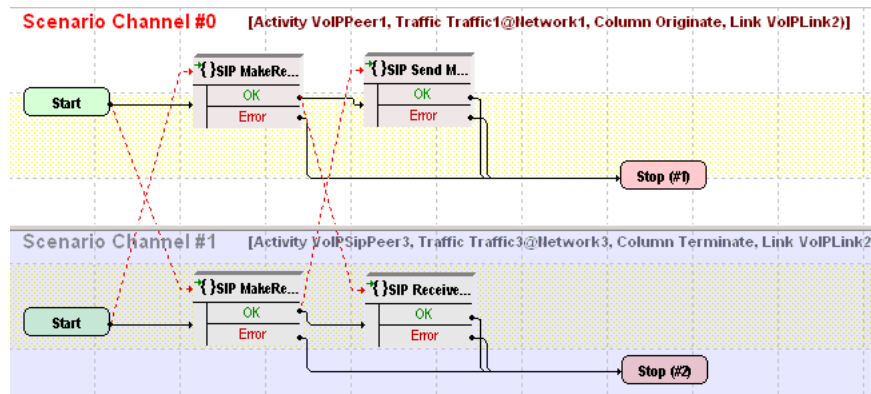 Scenario Channel #0 [Activity VoIPPeer1, Traffic Traffic1@Network1, Column Originate, Link VoIPLink2)]
{}SIP MakeRe... {}SIP Send M...
Start OK OK
Error Error
Stop (#1)
Scenario Channel #1 [Activity VoIPSipPeer3, Traffic Traffic3@Network3, Column Terminate, Link VoIPLink2
{}SIP MakeRe... {}SIP Receive...
Start OK OK
Error Error
Stop (#2)